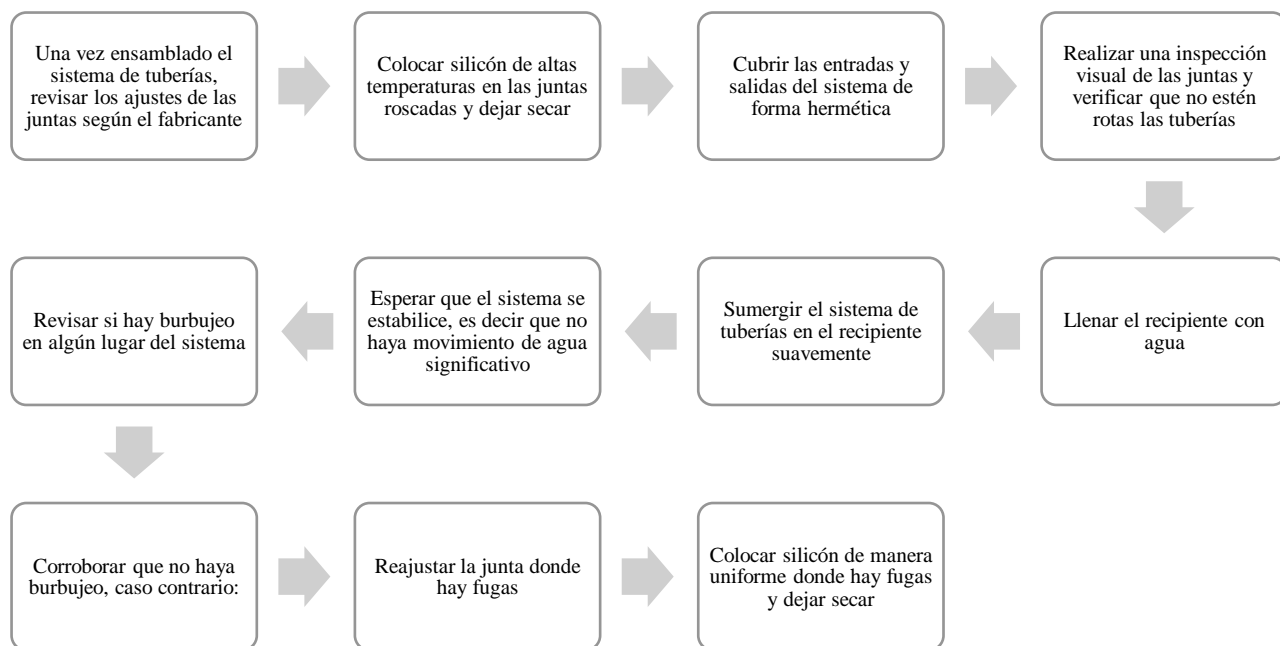 Una vez ensamblado el
sistema de tuberías,
revisar los ajustes de las
juntas según el fabricante
Colocar silicón de altas
temperaturas en las juntas
roscadas y dejar secar
Cubrir las entradas y
salidas del sistema de
forma hermética
Realizar una inspección
visual de las juntas y
verificar que no estén
rotas las tuberías
Llenar el recipiente con
agua
Sumergir el sistema de
tuberías en el recipiente
suavemente
Esperar que el sistema se
estabilice, es decir que no
haya movimiento de agua
significativo
Revisar si hay burbujeo
en algún lugar del sistema
Corroborar que no haya
burbujeo, caso contrario:
Reajustar la junta donde
hay fugas
Colocar silicón de manera
uniforme donde hay fugas
y dejar secar